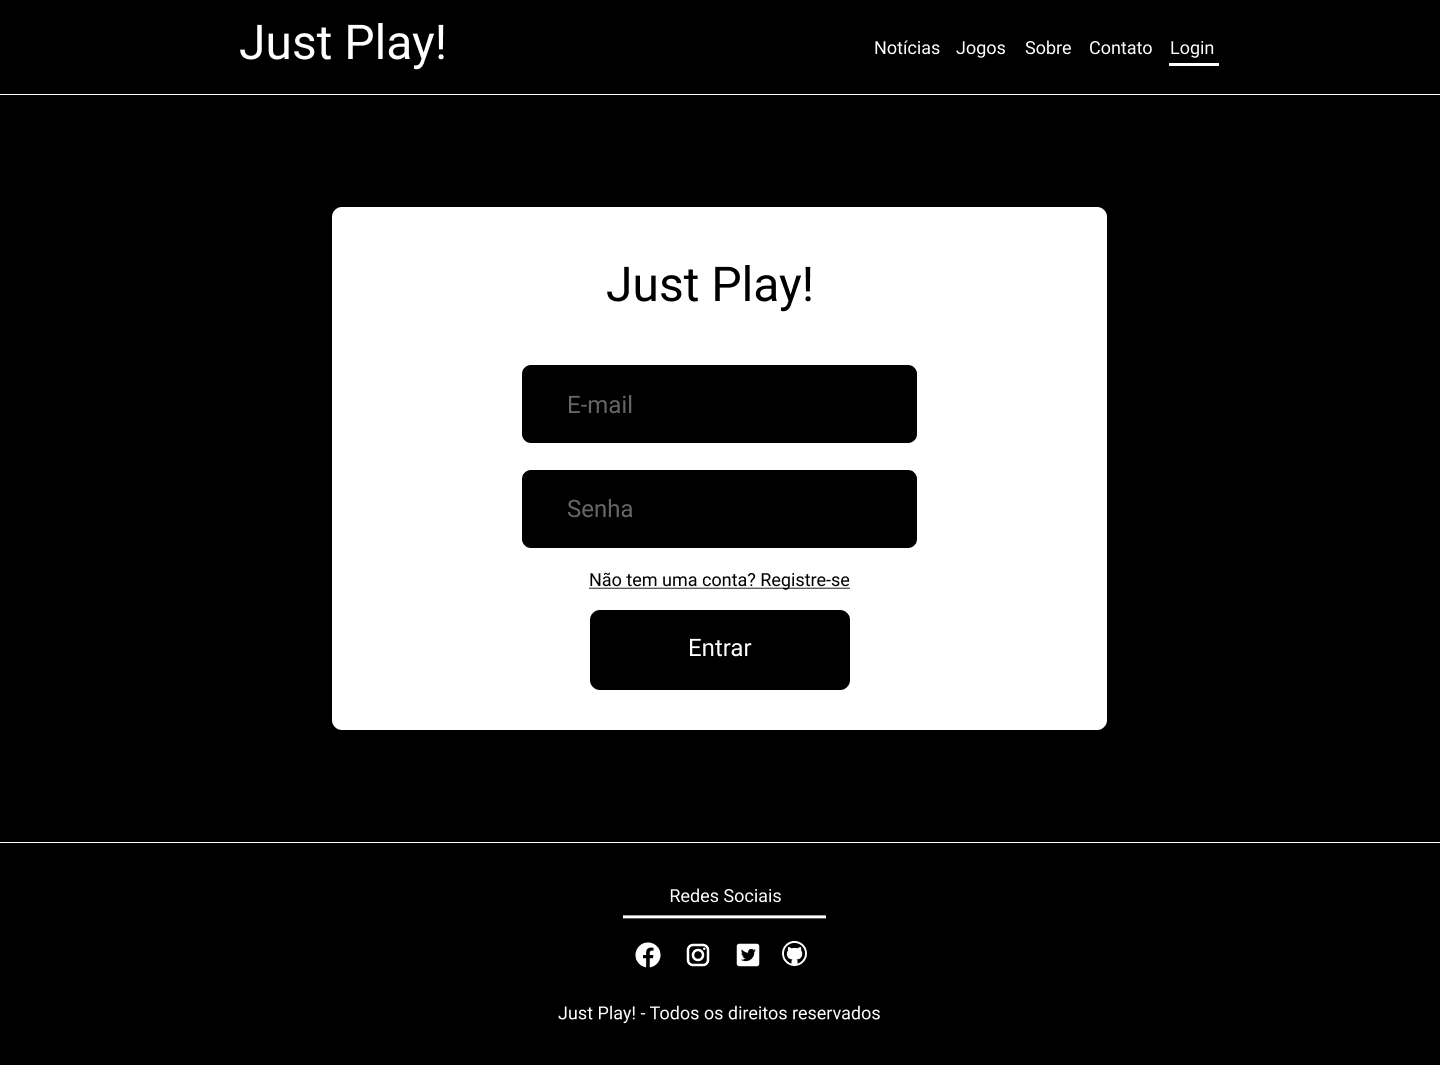 Just Play!
Notícias Jogos Sobre Contato Login
Just Play!
E-mail
Senha
Não tem uma conta? Registre-se
Entrar
Redes Sociais
Just Play! - Todos os direitos reservados